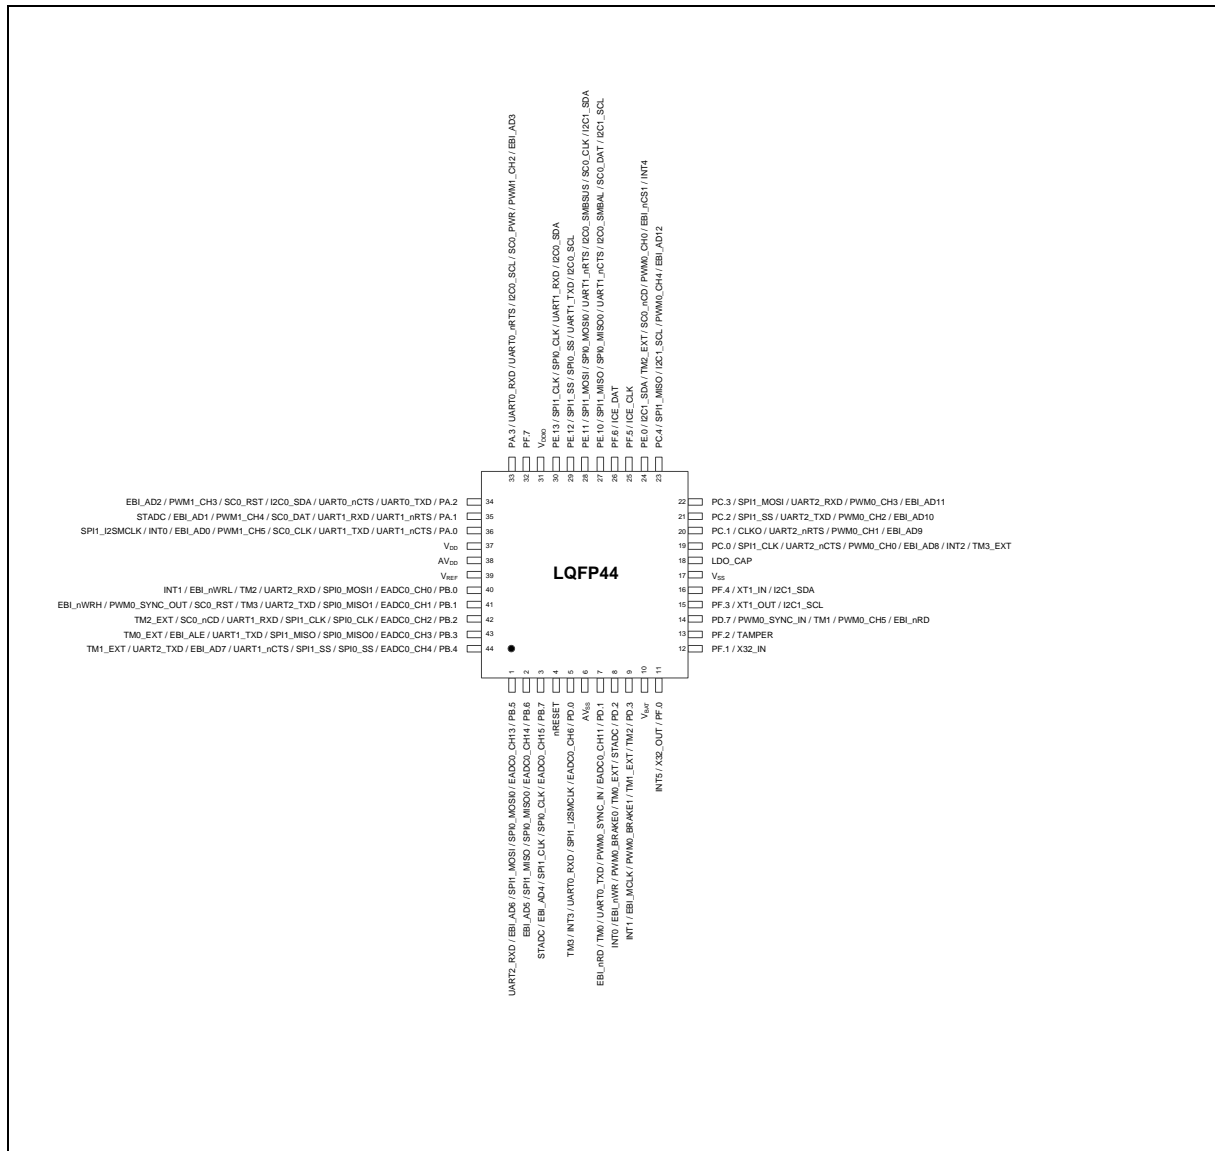 PA.3 / UART0_RXD / UART0_nRTS / I2C0_SCL / SC0_PWR / PWM1_CH2 / EBI_AD3
PF.7
VDDIO
PE.13 / SPI1_CLK / SPI0_CLK / UART1_RXD / I2C0_SDA
PE.12 / SPI1_SS / SPI0_SS / UART1_TXD / I2C0_SCL
PE.11 / SPI1_MOSI / SPI0_MOSI0 / UART1_nRTS / I2C0_SMBSUS / SC0_CLK / I2C1_SDA
PE.10 / SPI1_MISO / SPI0_MISO0 / UART1_nCTS / I2C0_SMBAL / SC0_DAT / I2C1_SCL
PF.6 / ICE_DAT
PF.5 / ICE_CLK
PE.0 / I2C1_SDA / TM2_EXT / SC0_nCD / PWM0_CH0 / EBI_nCS1 / INT4
PC.4 / SPI1_MISO / I2C1_SCL / PWM0_CH4 / EBI_AD12
33 32 31 30 29 28 27 26 25 24 23
EBI_AD2 / PWM1_CH3 / SC0_RST / I2C0_SDA / UART0_nCTS / UART0_TXD / PA.2 34
STADC / EBI_AD1 / PWM1_CH4 / SC0_DAT / UART1_RXD / UART1_nRTS / PA.1 35
SPI1_I2SMCLK / INT0 / EBI_AD0 / PWM1_CH5 / SC0_CLK / UART1_TXD / UART1_nCTS / PA.0 36
VDD 37
AVDD 38
VREF 39
INT1 / EBI_nWRL / TM2 / UART2_RXD / SPI0_MOSI1 / EADC0_CH0 / PB.0 40
EBI_nWRH / PWM0_SYNC_OUT / SC0_RST / TM3 / UART2_TXD / SPI0_MISO1 / EADC0_CH1 / PB.1 41
TM2_EXT / SC0_nCD / UART1_RXD / SPI1_CLK / SPI0_CLK / EADC0_CH2 / PB.2 42
TM0_EXT / EBI_ALE / UART1_TXD / SPI1_MISO / SPI0_MISO0 / EADC0_CH3 / PB.3 43
TM1_EXT / UART2_TXD / EBI_AD7 / UART1_nCTS / SPI1_SS / SPI0_SS / EADC0_CH4 / PB.4 44
LQFP44
22 PC.3 / SPI1_MOSI / UART2_RXD / PWM0_CH3 / EBI_AD11
21 PC.2 / SPI1_SS / UART2_TXD / PWM0_CH2 / EBI_AD10
20 PC.1 / CLKO / UART2_nRTS / PWM0_CH1 / EBI_AD9
19 PC.0 / SPI1_CLK / UART2_nCTS / PWM0_CH0 / EBI_AD8 / INT2 / TM3_EXT
18 LDO_CAP
17 VSS
16 PF.4 / XT1_IN / I2C1_SDA
15 PF.3 / XT1_OUT / I2C1_SCL
14 PD.7 / PWM0_SYNC_IN / TM1 / PWM0_CH5 / EBI_nRD
13 PF.2 / TAMPER
12 PF.1 / X32_IN
1 2 3 4 5 6 7 8 9 10 11
UART2_RXD / EBI_AD6 / SPI1_MOSI / SPI0_MOSI0 / EADC0_CH13 / PB.5
EBI_AD5 / SPI1_MISO / SPI0_MISO0 / EADC0_CH14 / PB.6
STADC / EBI_AD4 / SPI1_CLK / SPI0_CLK / EADC0_CH15 / PB.7
nRESET
TM3 / INT3 / UART0_RXD / SPI1_I2SMCLK / EADC0_CH6 / PD.0
AVSS
EBI_nRD / TM0 / UART0_TXD / PWM0_SYNC_IN / EADC0_CH11 / PD.1
INT0 / EBI_nWR / PWM0_BRAKE0 / TM0_EXT / STADC / PD.2
INT1 / EBI_MCLK / PWM0_BRAKE1 / TM1_EXT / TM2 / PD.3
VBAT
INT5 / X32_OUT / PF.0